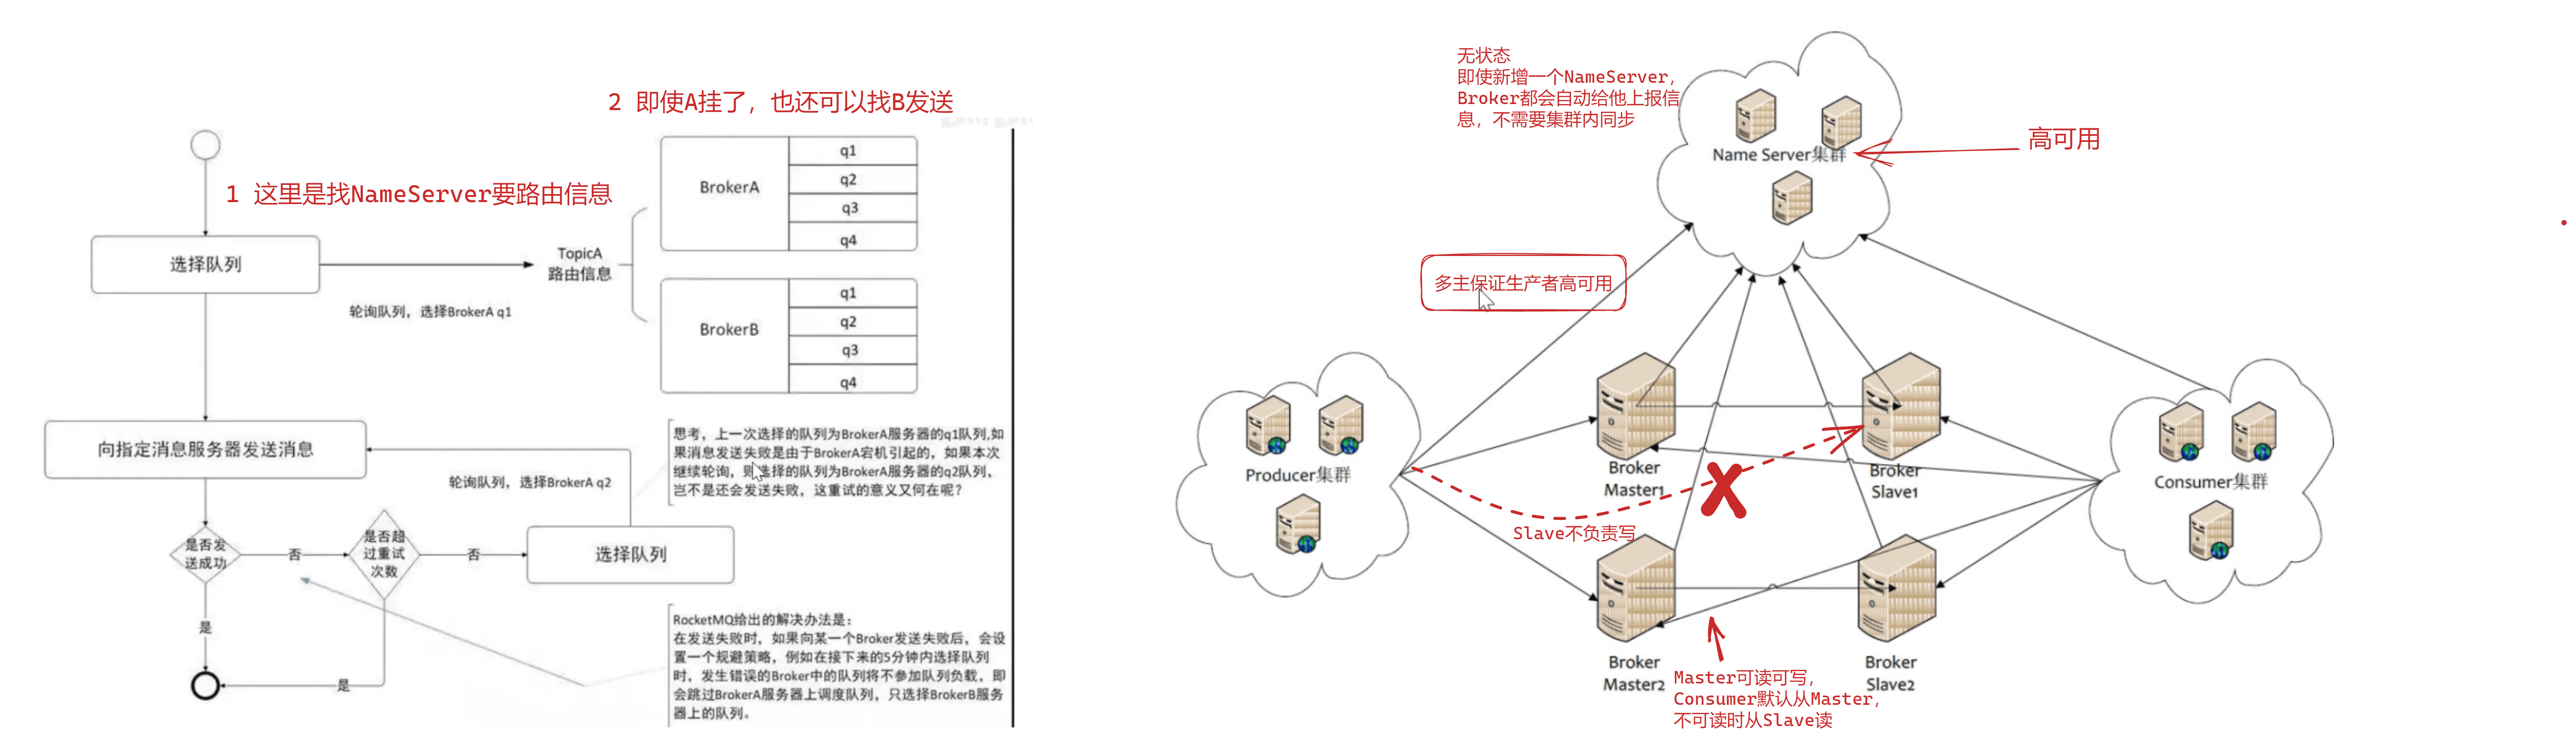 2 即使A挂了，也还可以找B发送
1 这里是找NameServer要路由信息
选择队列
轮询队列，选择BrokerA q1
TopicA
路由信息
BrokerA
q1
q2
q3
q4
BrokerB
q1
q2
q3
q4
向指定消息服务器发送消息
轮询队列，选择BrokerA q2
是否发
送成功
否
是否超
过重试
次数
否
选择队列
是
是
思考，上一次选择的队列为BrokerA服务器的q1队列,如
果消息发送失败是由于BrokerA宕机引起的，如果本次
继续轮询，则选择的队列为BrokerA服务器的q2队列，
岂不是还会发送失败，这重试的意义又何在呢？
RocketMQ给出的解决办法是：
在发送失败时，如果向某一个Broker发送失败后，会设
置一个规避策略，例如在接下来的5分钟内选择队列
时，发生错误的Broker中的队列将不参加队列负载，即
会跳过BrokerA服务器上调度队列，只选择BrokerB服务
器上的队列。
无状态
即使新增一个NameServer，
Broker都会自动给他上报信
息，不需要集群内同步
Name Server集群
高可用
多主保证生产者高可用
Producer集群
Broker
Master1
Broker
Slave1
Consumer集群
Slave不负责写
Broker
Master2
Broker
Slave2
Master可读可写，
Consumer默认从Master，
不可读时从Slave读